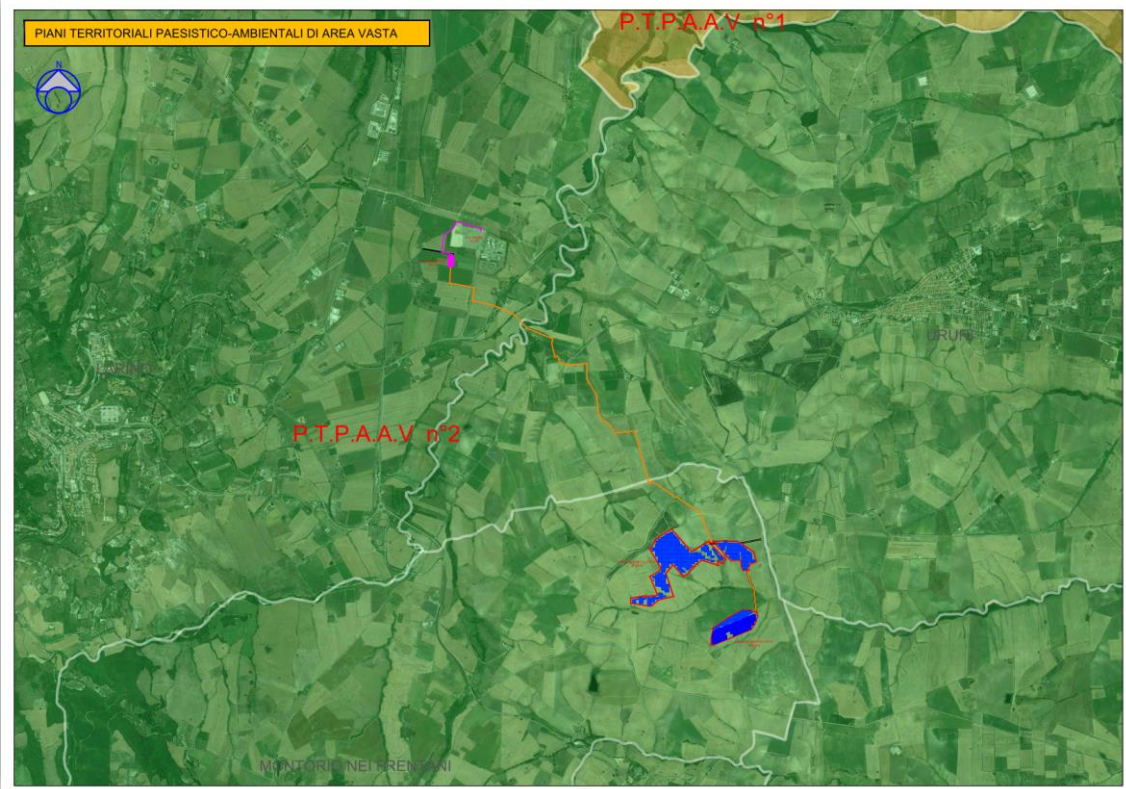 PIANI TERRITORIALI PAESISTICO-AMBIENTALI DI AREA VASTA
P.T.P.A.A.V n°1
N
URURI
LARINO
P.T.P.A.A.V n°2
MONTORIO NEI FRENTANI